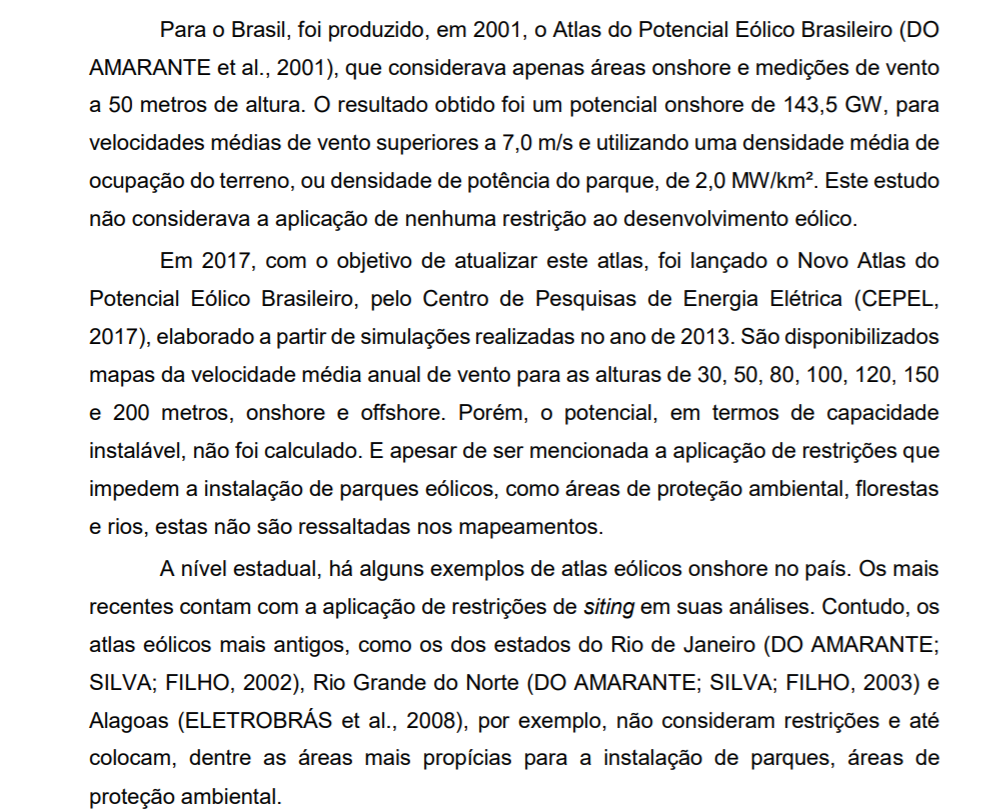 Para o Brasil, foi produzido, em 2001, o Atlas do Potencial Eólico Brasileiro (DO
AMARANTE et al., 2001), que considerava apenas áreas onshore e medições de vento
a 50 metros de altura. O resultado obtido foi um potencial onshore de 143,5 GW, para
velocidades médias de vento superiores a 7,0 m/s e utilizando uma densidade média de
ocupação do terreno, ou densidade de potência do parque, de 2,0 MW/km². Este estudo
não considerava a aplicação de nenhuma restrição ao desenvolvimento eólico.
Em 2017, com o objetivo de atualizar este atlas, foi lançado o Novo Atlas do
Potencial Eólico Brasileiro, pelo Centro de Pesquisas de Energia Elétrica (CEPEL,
2017), elaborado a partir de simulações realizadas no ano de 2013. São disponibilizados
mapas da velocidade média anual de vento para as alturas de 30, 50, 80, 100, 120, 150
e 200 metros, onshore e offshore. Porém, o potencial, em termos de capacidade
instalável, não foi calculado. E apesar de ser mencionada a aplicação de restrições que
impedem a instalação de parques eólicos, como áreas de proteção ambiental, florestas
e rios, estas não são ressaltadas nos mapeamentos.
A nível estadual, há alguns exemplos de atlas eólicos onshore no país. Os mais
recentes contam com a aplicação de restrições de siting em suas análises. Contudo, os
atlas eólicos mais antigos, como os dos estados do Rio de Janeiro (DO AMARANTE;
SILVA; FILHO, 2002), Rio Grande do Norte (DO AMARANTE; SILVA; FILHO, 2003) e
Alagoas (ELETROBRÁS et al., 2008), por exemplo, não consideram restrições e até
colocam, dentre as áreas mais propícias para a instalação de parques, áreas de
proteção ambiental.